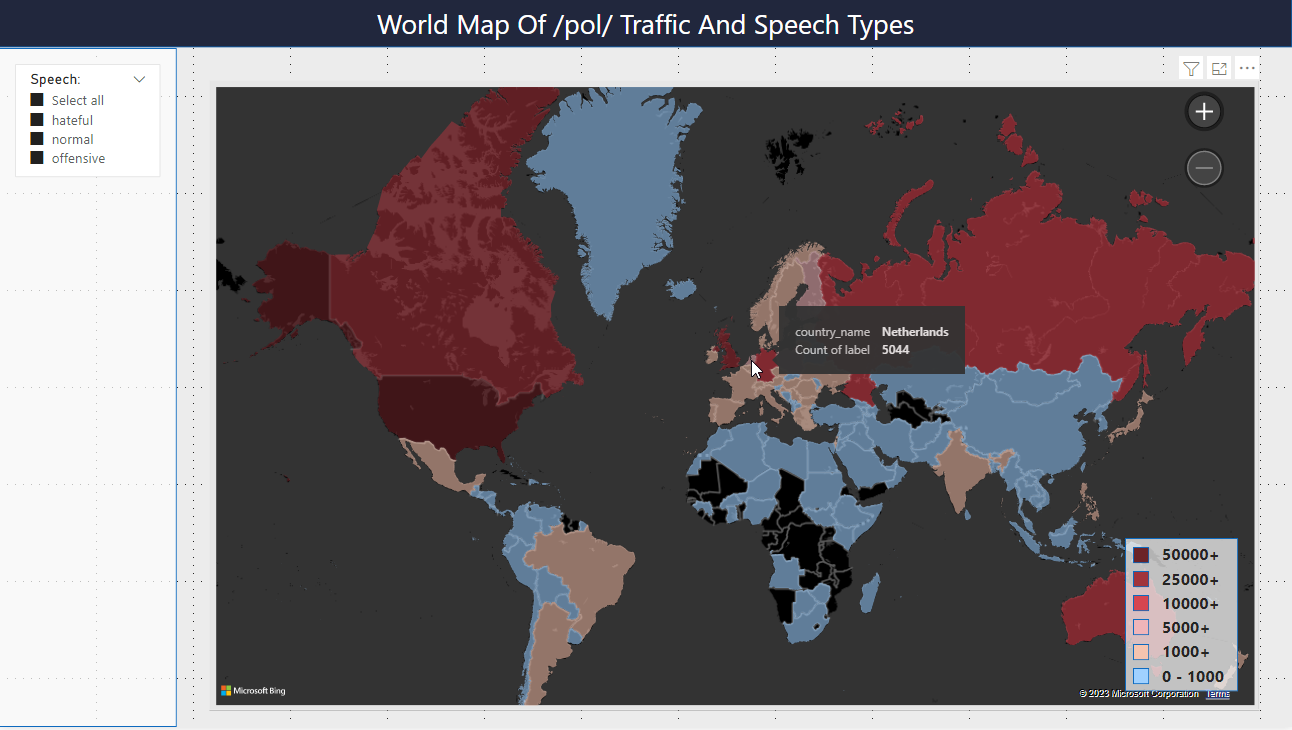 World Map Of /pol/ Traffic And Speech Types
Speech:
Select all
hateful
normal
offensive
country_name Netherlands
Count of label 5044
50000+
25000+
10000+
5000+
1000+
0 - 1000
Microsoft Bing
© 2023 Microsoft Corporation Terms